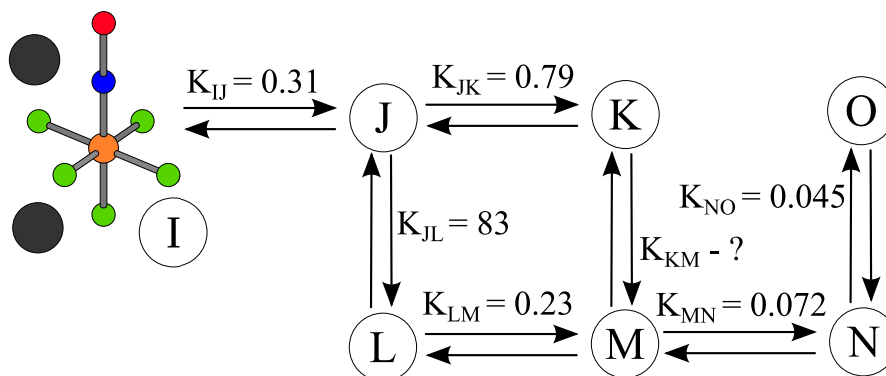 K_IJ = 0.31
K_JK = 0.79
J
K
O
I
K_JL = 83
K_NO = 0.045
K_KM - ?
K_LM = 0.23
K_MN = 0.072
L
M
N